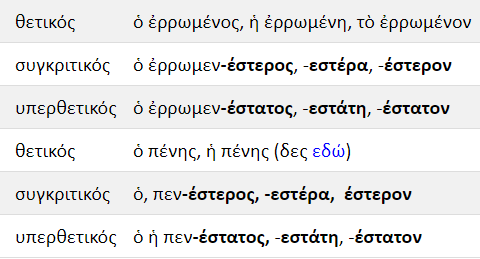 θετικός ὁ ἐρρωμένος, ἡ ἐρρωμένη, τὸ ἐρρωμένον
συγκριτικός ὁ ἐρρωμεν-έστερος, -εστέρα, -έστερον
υπερθετικός ὁ ἐρρωμεν-έστατος, -εστάτη, -έστατον
θετικός ὁ πένης, ἡ πένης (δες εδώ)
συγκριτικός ὁ, πεν-έστερος, -εστέρα, έστερον
υπερθετικός ὁ ἡ πεν-έστατος, -εστάτη, -έστατον